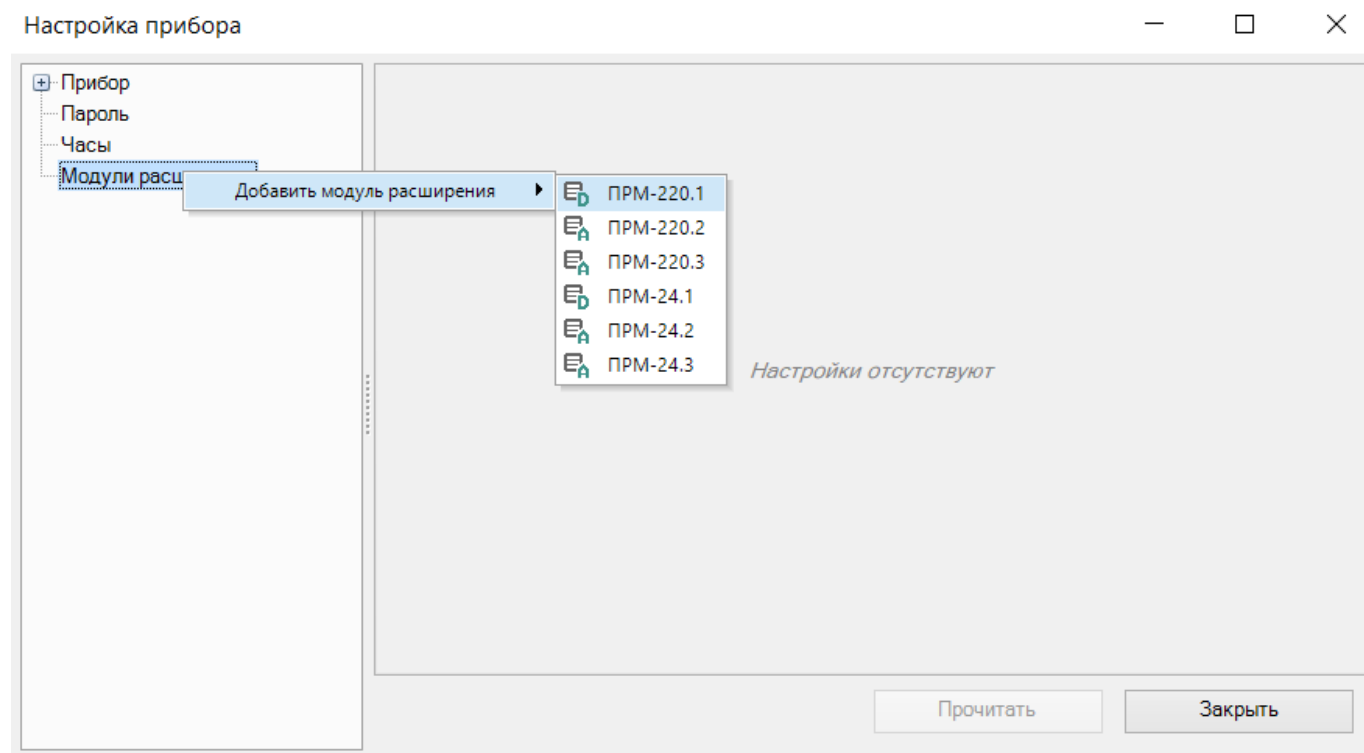 Настройка прибора
Прибор
Пароль
Часы
Модули
Добавить модуль расширения
ПРМ-220.1
ПРМ-220.2
ПРМ-220.3
ПРМ-24.1
ПРМ-24.2
ПРМ-24.3
Настройки отсутствуют
Прочитать
Закрыть